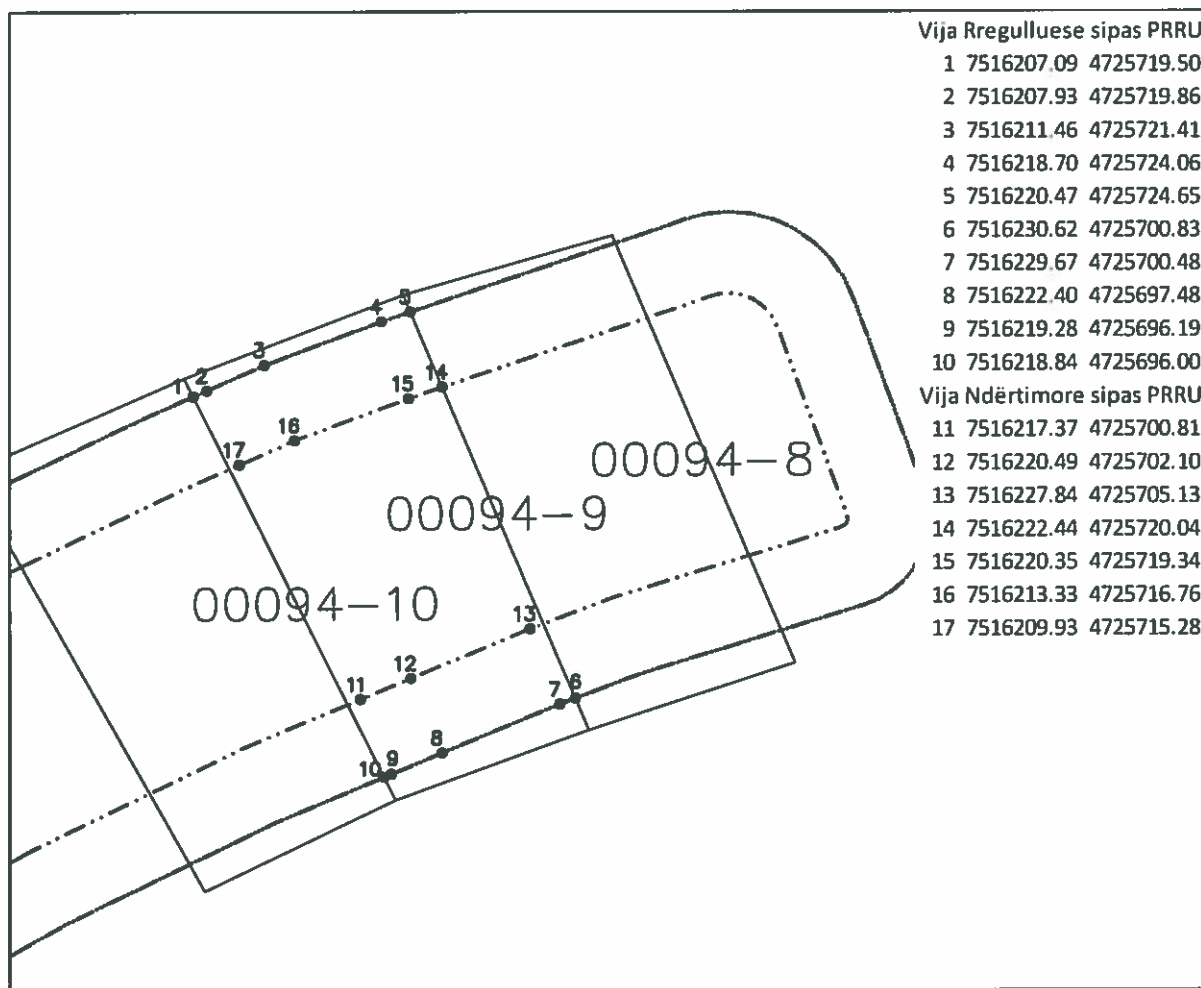 Vija Rregulluese sipas PRRU
1 7516207.09 4725719.50
2 7516207.93 4725719.86
3 7516211.46 4725721.41
4 7516218.70 4725724.06
5 7516220.47 4725724.65
6 7516230.62 4725700.83
7 7516229.67 4725700.48
8 7516222.40 4725697.48
9 7516219.28 4725696.19
10 7516218.84 4725696.00
Vija Ndërtimore sipas PRRU
11 7516217.37 4725700.81
12 7516220.49 4725702.10
13 7516227.84 4725705.13
14 7516222.44 4725720.04
15 7516220.35 4725719.34
16 7516213.33 4725716.76
17 7516209.93 4725715.28
1
2
3
4
5
14
15
16
17
00094-8
00094-9
00094-10
13
12
11
6
7
8
9
10